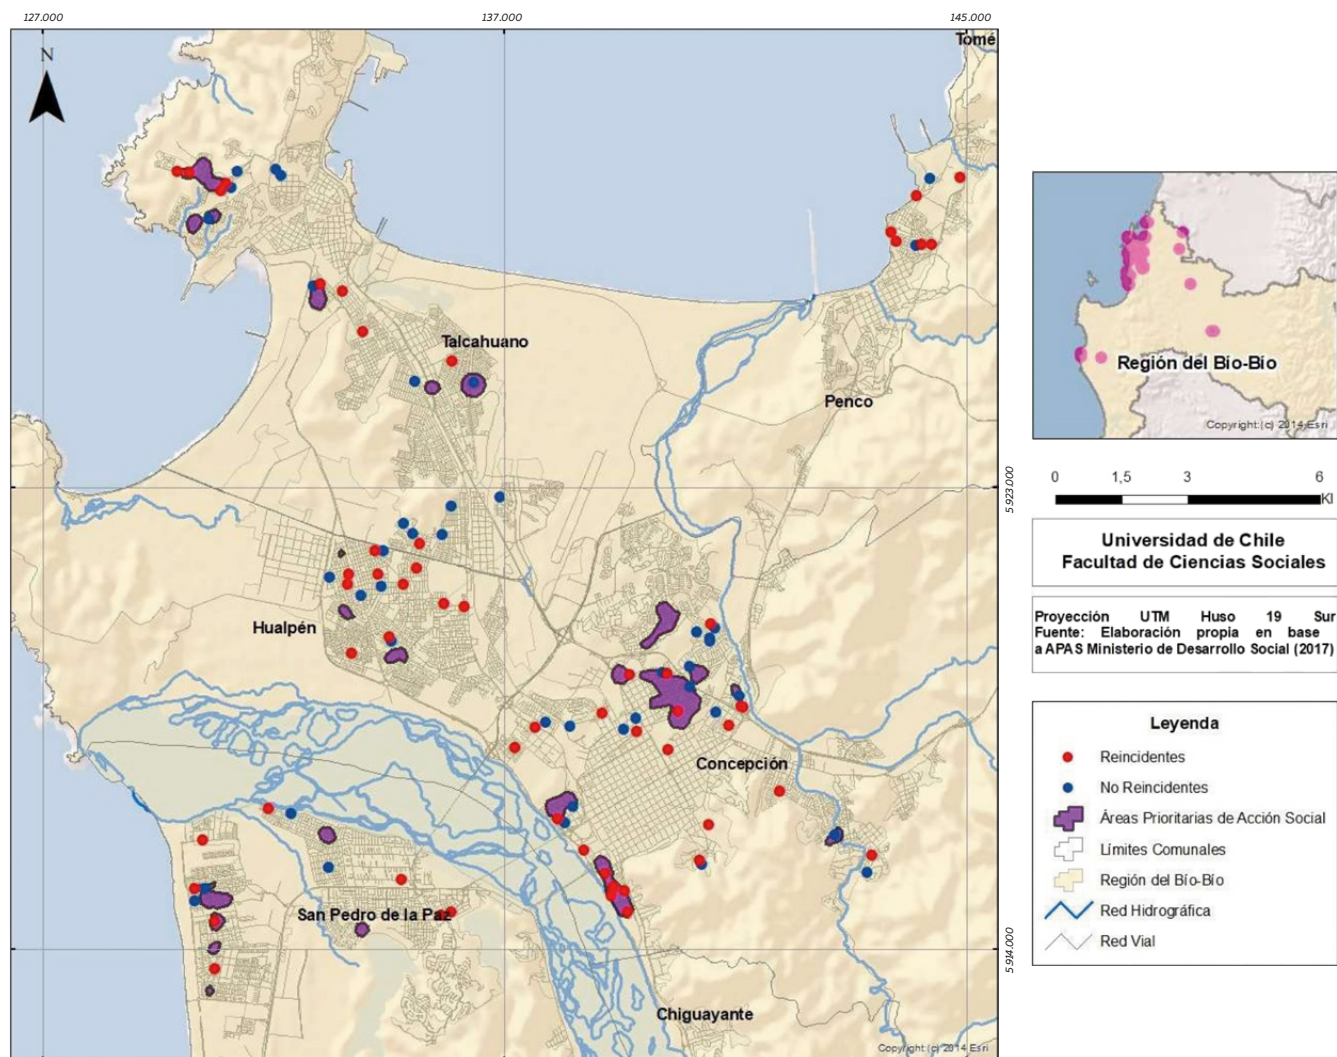 127.000
137.000
145.000
N
Tomé
Talcahuano
Penco
Hualpén
Concepción
San Pedro de la Paz
Chiguayante
Copyright:(c) 2014 Esri
5.923.000
5.914.000
Región del Bío-Bío
Copyright:(c) 2014 Esri
0 1,5 3 6
Kl
Universidad de Chile
Facultad de Ciencias Sociales
Proyección UTM Huso 19 Sur
Fuente: Elaboración propia en base
a APAS Ministerio de Desarrollo Social (2017)
Leyenda
Reincidentes
No Reincidentes
Áreas Prioritarias de Acción Social
Límites Comunales
Región del Bío-Bío
Red Hidrográfica
Red Vial